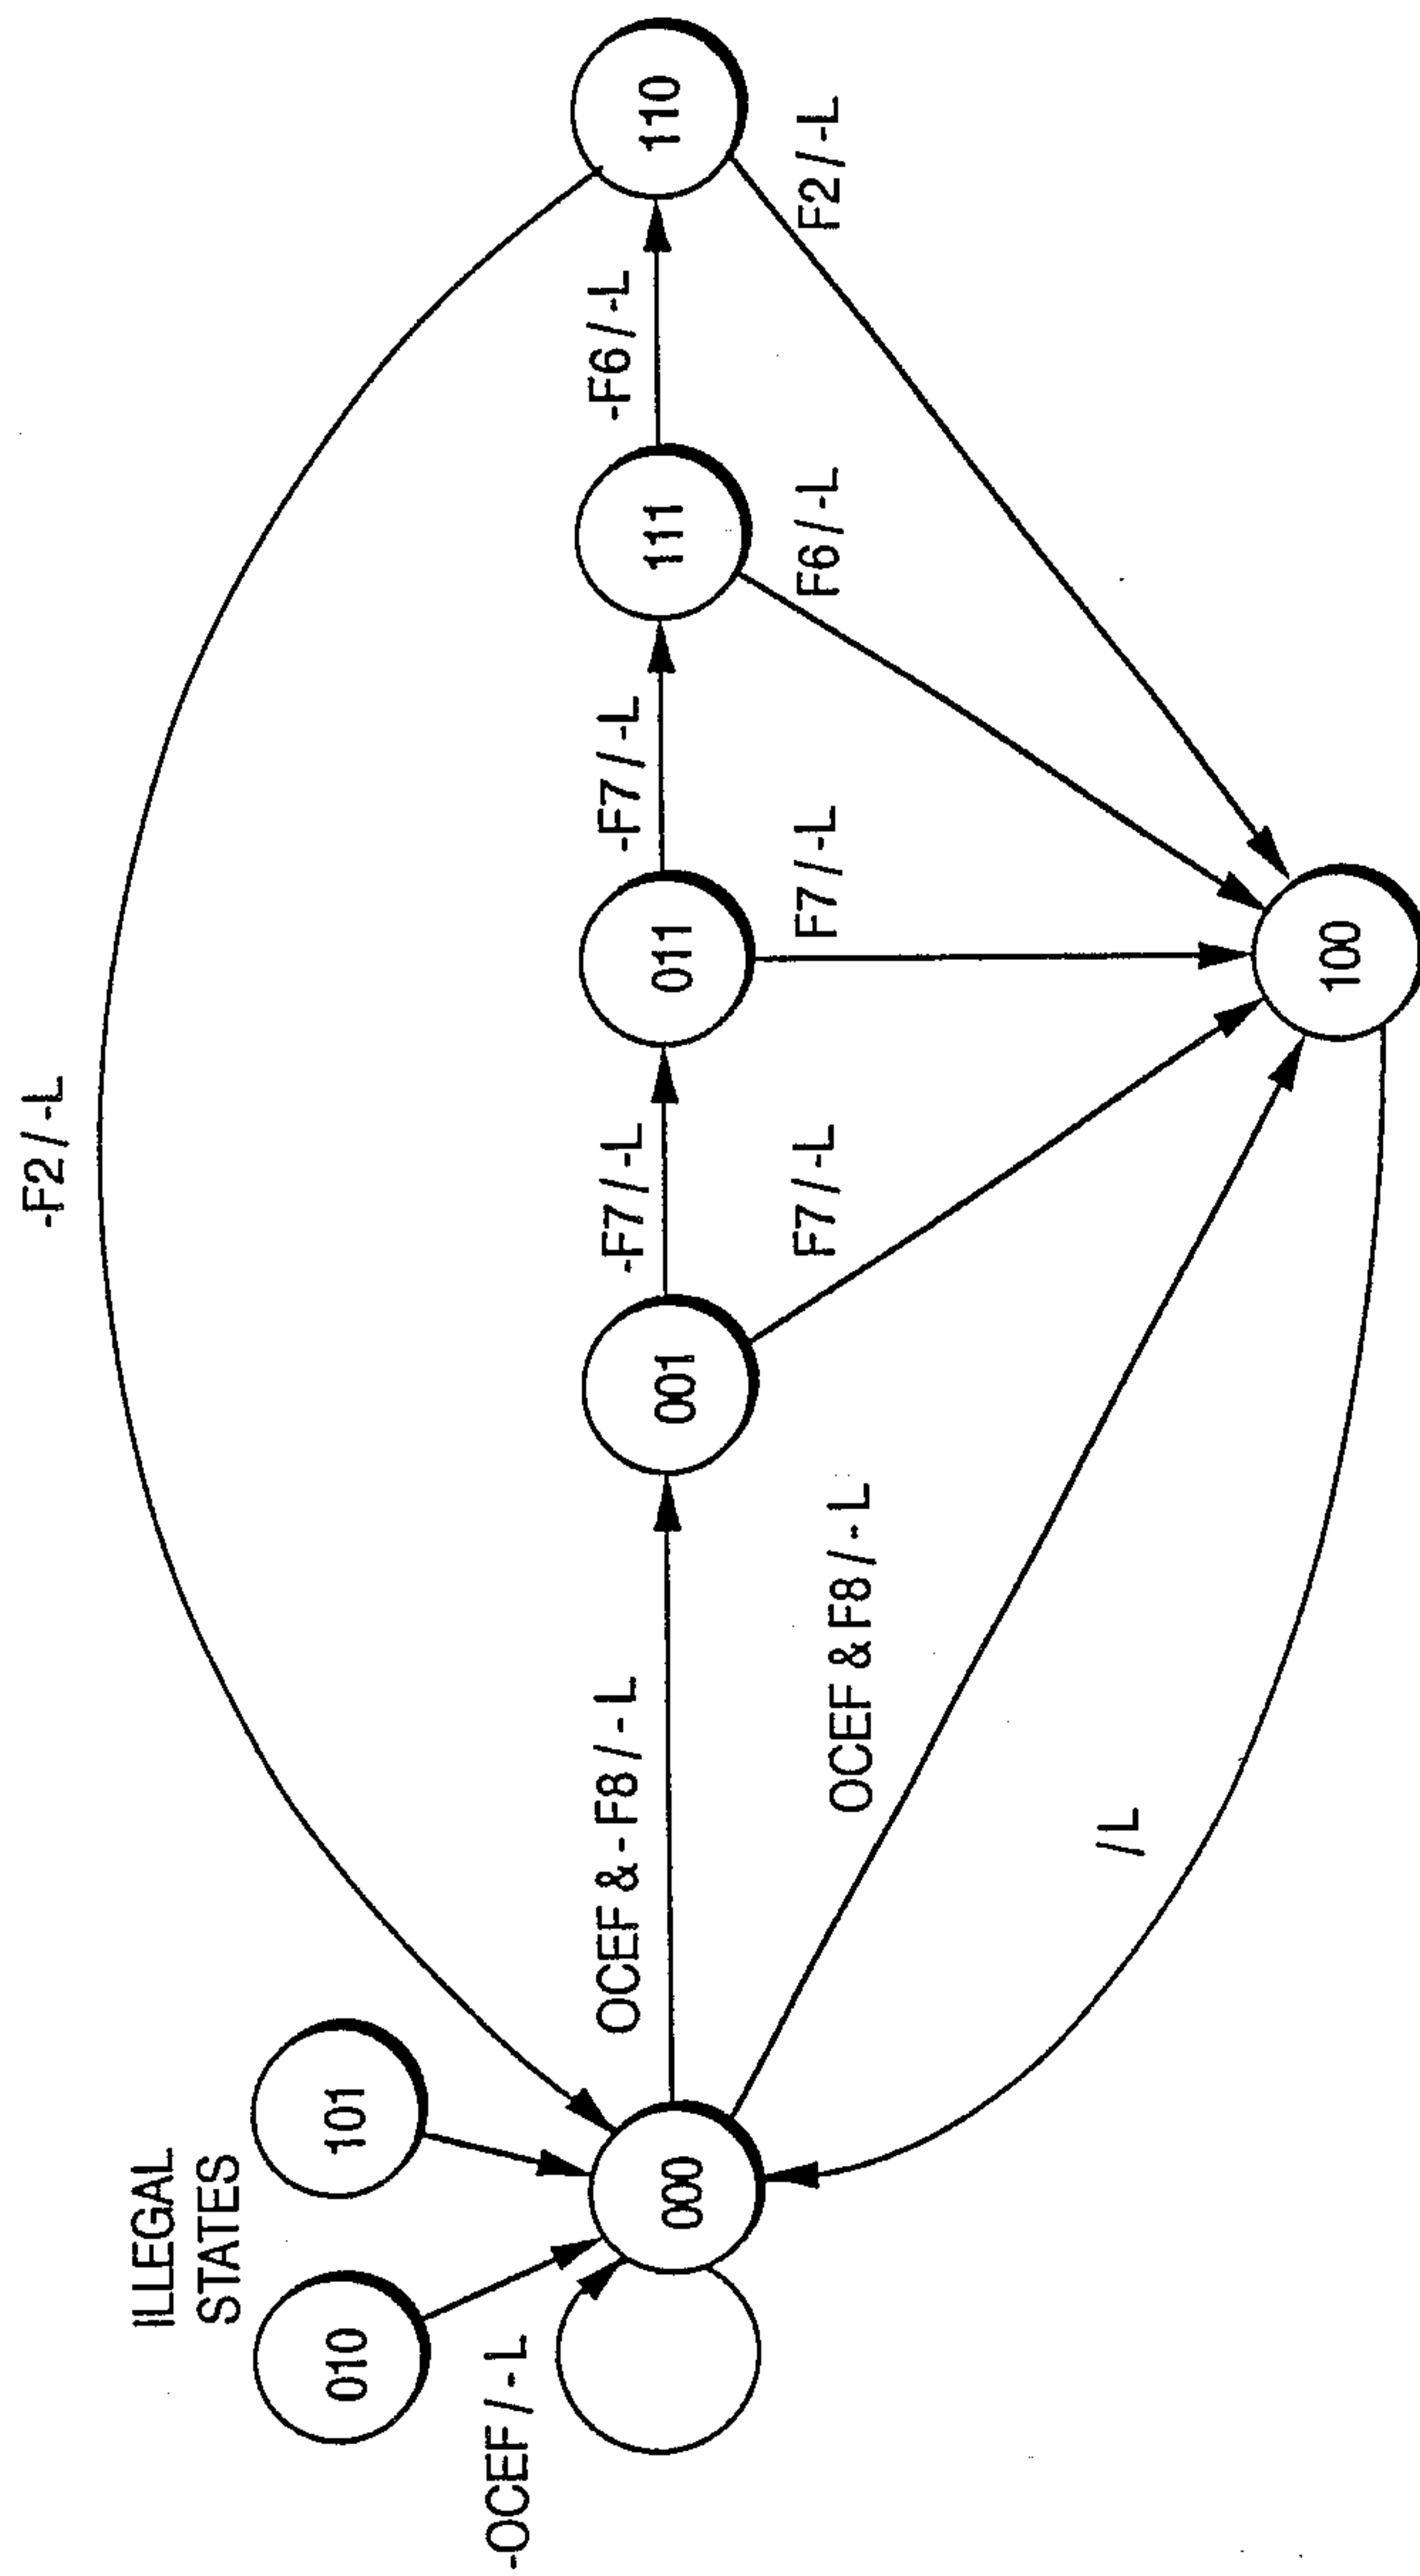 -F2 / -L
ILLEGAL
STATES
010
101
-OCEF / -L
000
OCEF & -F8 / -L
001
-F7 / -L
011
-F7 / -L
111
-F6 / -L
110
OCEF & F8 / -L
F7 / -L
F7 / -L
F6 / -L
F2 / -L
/ L
100